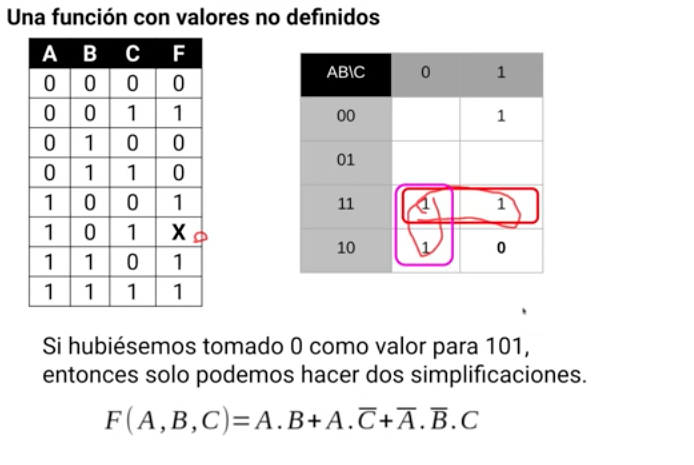 Una función con valores no definidos
A B C F
0 0 0 0
0 0 1 1
0 1 0 0
0 1 1 0
1 0 0 1
1 0 1 X 0
1 1 0 1
1 1 1 1
AB\C 0 1
00 1
01
11 1 1
10 1 0
Si hubiésemos tomado 0 como valor para 101,
entonces solo podemos hacer dos simplificaciones.
F(A,B,C)=A.B+A.C̅+A̅.B̅.C